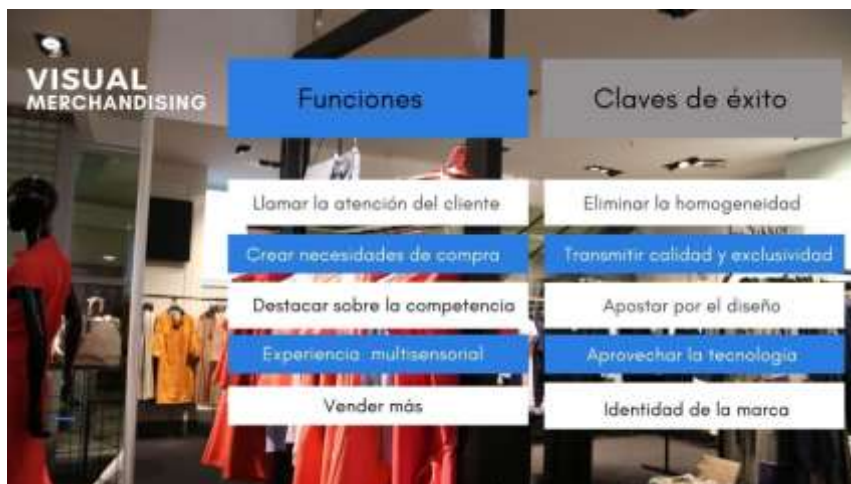 VISUAL
MERCHANDISING
Funciones
Claves de éxito
Llamar la atención del cliente
Eliminar la homogeneidad
Crear necesidades de compra
Transmitir calidad y exclusividad
Destacar sobre la competencia
Apostar por el diseño
Experiencia multisensorial
Aprovechar la tecnología
Vender más
Identidad de la marca